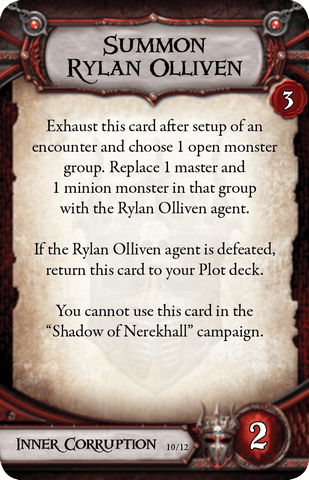 Summon
Rylan Olliven
3
Exhaust this card after setup of an
encounter and choose 1 open monster
group. Replace 1 master and
1 minion monster in that group
with the Rylan Olliven agent.
If the Rylan Olliven agent is defeated,
return this card to your Plot deck.
You cannot use this card in the
“Shadow of Nerekhall” campaign.
Inner Corruption 10/12
2